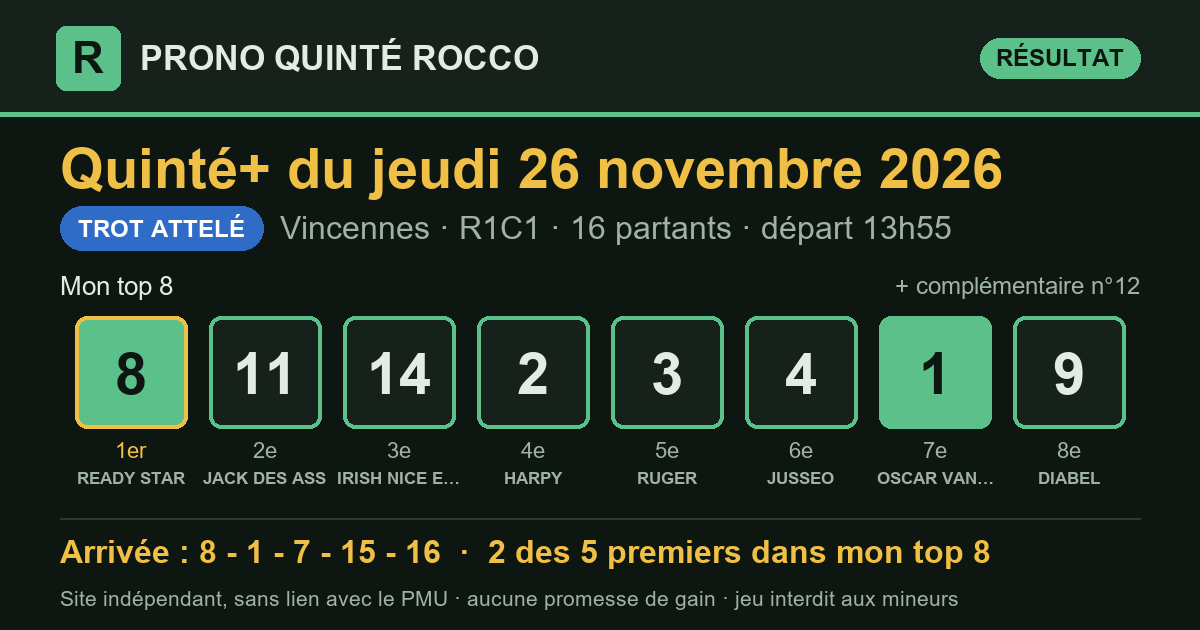 R PRONO QUINTÉ ROCCO RÉSULTAT
Quinté+ du jeudi 26 novembre 2026
TROT ATTELÉ Vincennes · R1C1 · 16 partants · départ 13h55
Mon top 8 + complémentaire n°12
8 11 14 2 3 4 1 9
1er 2e 3e 4e 5e 6e 7e 8e
READY STAR JACK DES ASS IRISH NICE E... HARPY RUGER JUSSEO OSCAR VAN... DIABEL
Arrivée : 8 - 1 - 7 - 15 - 16 · 2 des 5 premiers dans mon top 8
Site indépendant, sans lien avec le PMU · aucune promesse de gain · jeu interdit aux mineurs